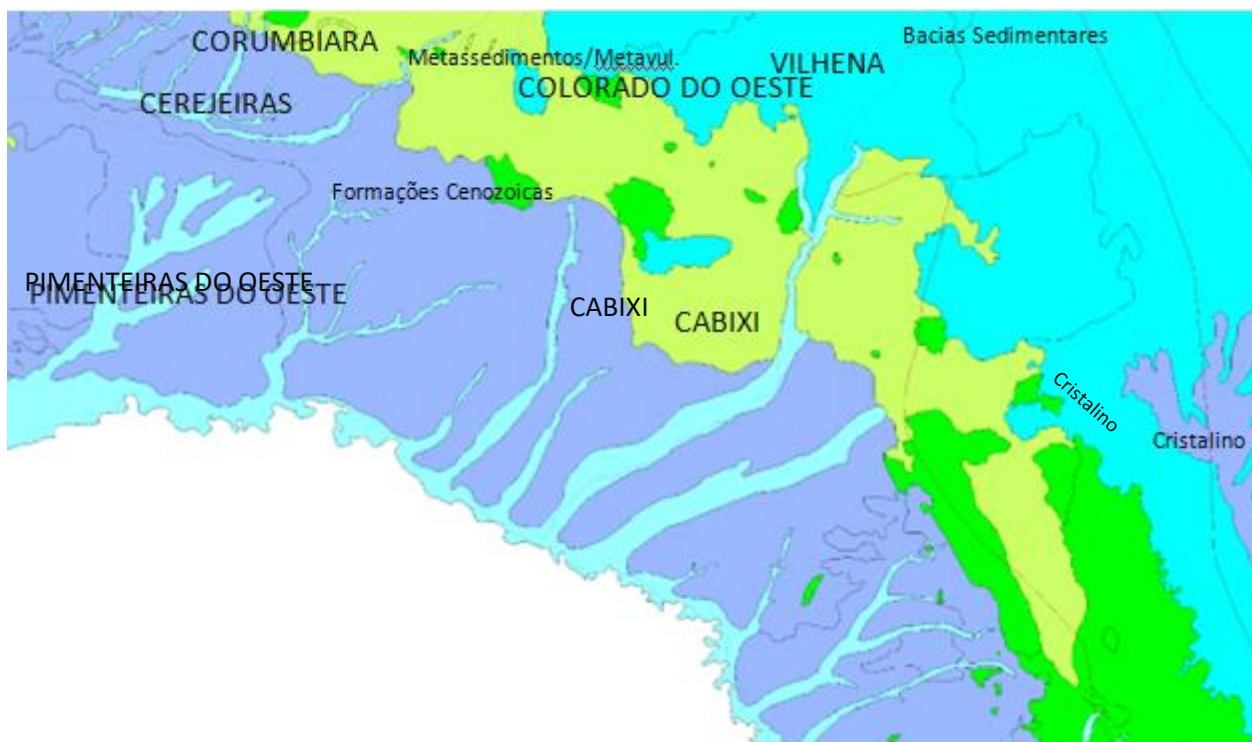 Bacias Sedimentares
CORUMBIARA
Metassedimentos/Metavul.
VILHENA
COLORADO DO OESTE
CEREJEIRAS
Formações Cenozoicas
PIMENTEIRAS DO OESTE
PIMENTEIRAS DO OESTE
CABIXI
CABIXI
Cristalino
Cristalino